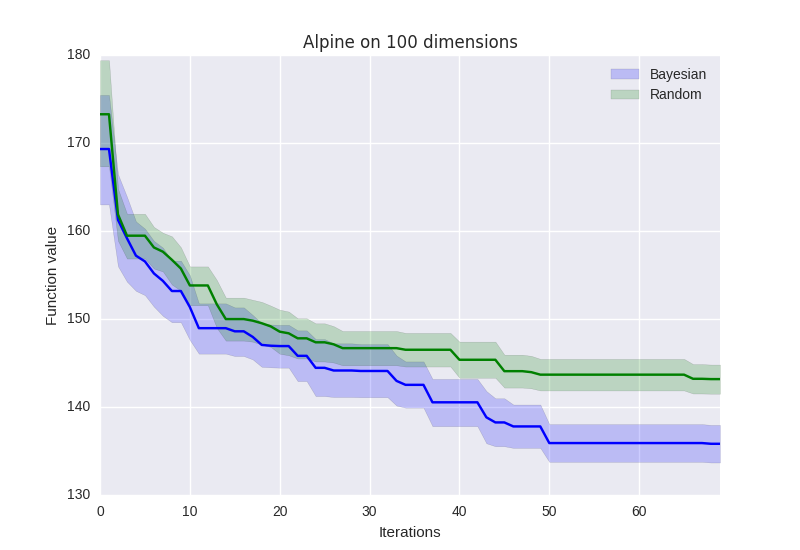 Alpine on 100 dimensions
Bayesian
Random
Function value
180
170
160
150
140
130
0 10 20 30 40 50 60
Iterations